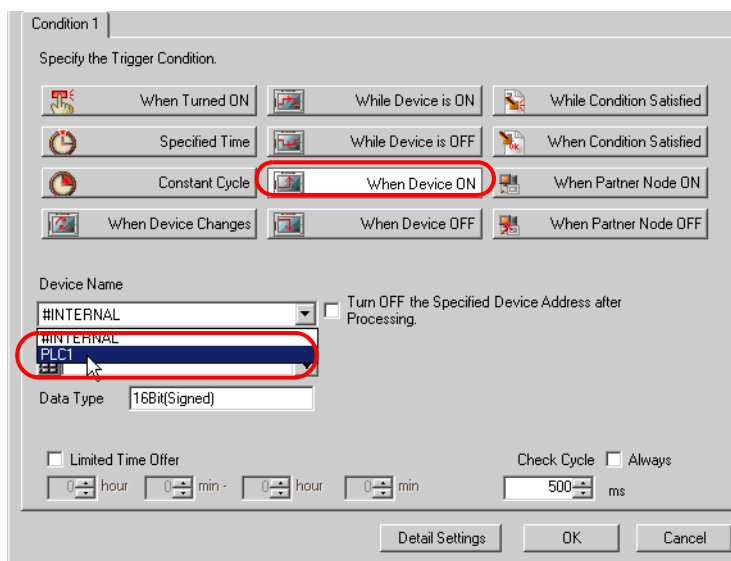 Condition 1
Specify the Trigger Condition.
When Turned ON
While Device is ON
While Condition Satisfied
Specified Time
While Device is OFF
When Condition Satisfied
Constant Cycle
When Device ON
When Partner Node ON
When Device Changes
When Device OFF
When Partner Node OFF
Device Name
#INTERNAL
Turn OFF the Specified Device Address after
Processing.
#INTERNAL
PLC1
Data Type 16Bit(Signed)
Limited Time Offer
Check Cycle Always
0 hour 0 min - 0 hour 0 min
500 ms
Detail Settings OK Cancel